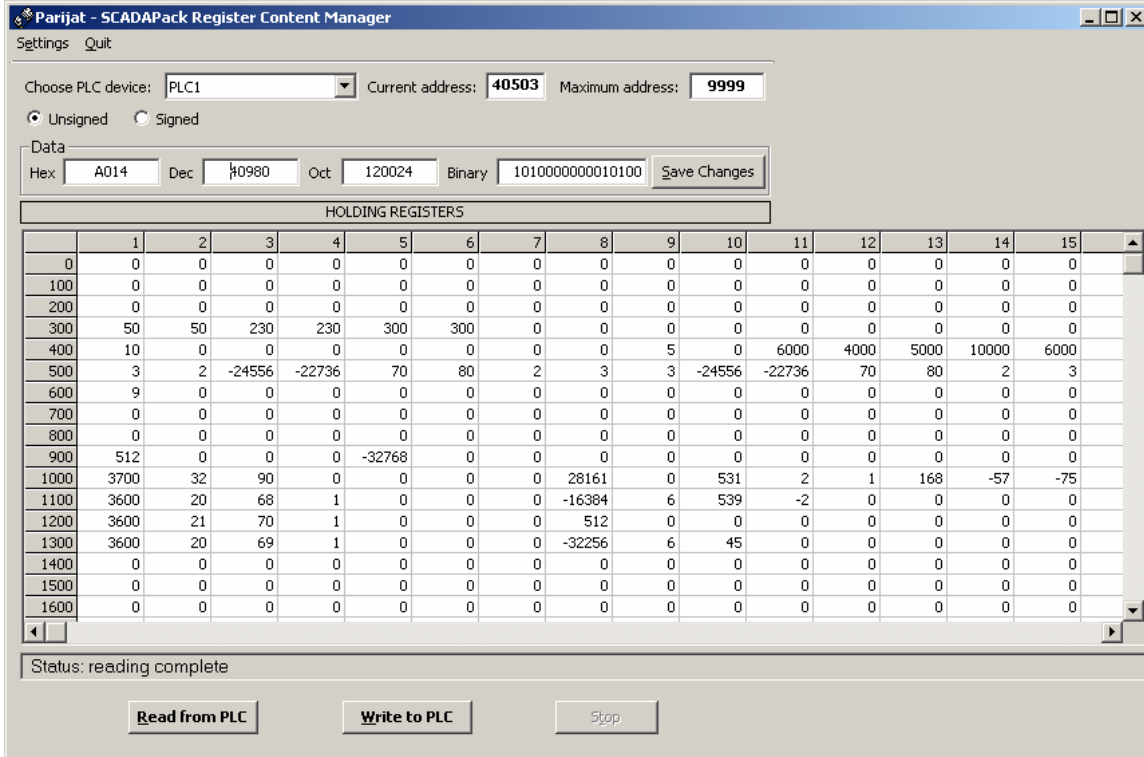 Parijat - SCADAPack Register Content Manager
Settings Quit
Choose PLC device: PLC1 Current address: 40503 Maximum address: 9999
Unsigned Signed
Data
Hex A014 Dec 40980 Oct 120024 Binary 1010000000010100 Save Changes
HOLDING REGISTERS
1 2 3 4 5 6 7 8 9 10 11 12 13 14 15
0 0 0 0 0 0 0 0 0 0 0 0 0 0 0 0
100 0 0 0 0 0 0 0 0 0 0 0 0 0 0 0
200 0 0 0 0 0 0 0 0 0 0 0 0 0 0 0
300 50 50 230 230 300 300 0 0 0 0 0 0 0 0 0
400 10 0 0 0 0 0 0 0 5 0 6000 4000 5000 10000 6000
500 3 2 -24556 -22736 70 80 2 3 3 -24556 -22736 70 80 2 3
600 9 0 0 0 0 0 0 0 0 0 0 0 0 0 0
700 0 0 0 0 0 0 0 0 0 0 0 0 0 0 0
800 0 0 0 0 0 0 0 0 0 0 0 0 0 0 0
900 512 0 0 0 -32768 0 0 0 0 0 0 0 0 0 0
1000 3700 32 90 0 0 0 0 28161 0 531 2 1 168 -57 -75
1100 3600 20 68 1 0 0 0 -16384 6 539 -2 0 0 0 0
1200 3600 21 70 1 0 0 0 512 0 0 0 0 0 0 0
1300 3600 20 69 1 0 0 0 -32256 6 45 0 0 0 0 0
1400 0 0 0 0 0 0 0 0 0 0 0 0 0 0 0
1500 0 0 0 0 0 0 0 0 0 0 0 0 0 0 0
1600 0 0 0 0 0 0 0 0 0 0 0 0 0 0 0
Status: reading complete
Read from PLC Write to PLC Stop